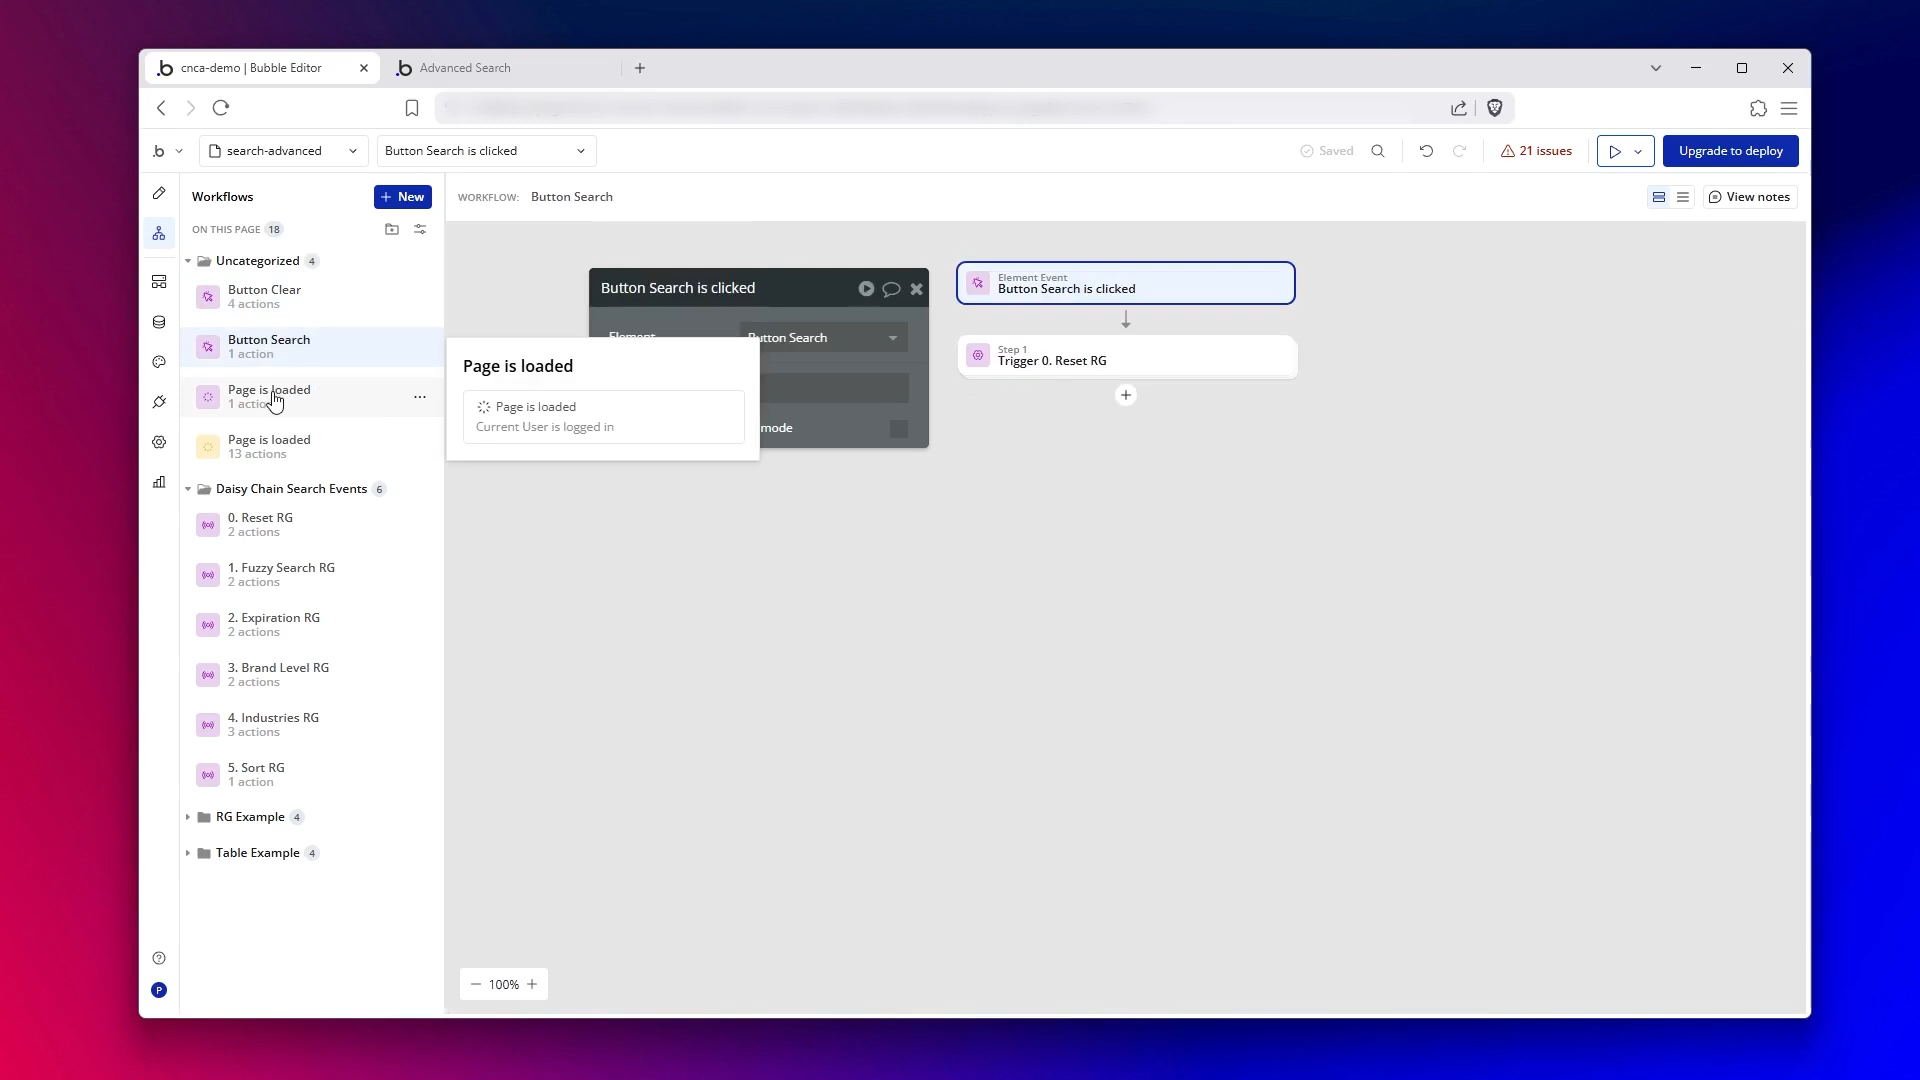 cnca-demo | Bubble Editor
Advanced Search
search-advanced
Button Search is clicked
Saved
21 issues
Upgrade to deploy
Workflows
New
WORKFLOW: Button Search
View notes
ON THIS PAGE 18
Uncategorized 4
Button Clear
4 actions
Button Search
1 action
Page is loaded
1 actio
Page is loaded
13 actions
Daisy Chain Search Events 6
0. Reset RG
2 actions
1. Fuzzy Search RG
2 actions
2. Expiration RG
2 actions
3. Brand Level RG
2 actions
4. Industries RG
3 actions
5. Sort RG
1 action
RG Example 4
Table Example 4
Button Search is clicked
Element Button Search
mode
Page is loaded
Page is loaded
Current User is logged in
Element Event
Button Search is clicked
Step 1
Trigger 0. Reset RG
100%
P